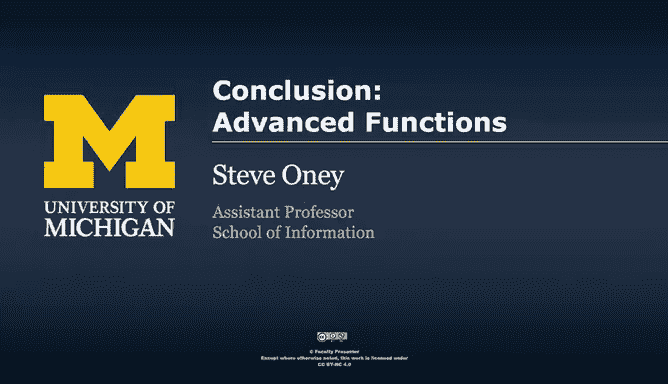 Conclusion:
Advanced Functions
Steve Oney
Assistant Professor
School of Information
M
UNIVERSITY OF
MICHIGAN
© Faculty Presenter
Except where otherwise noted, this work is licensed under
CC BY-NC 4.0